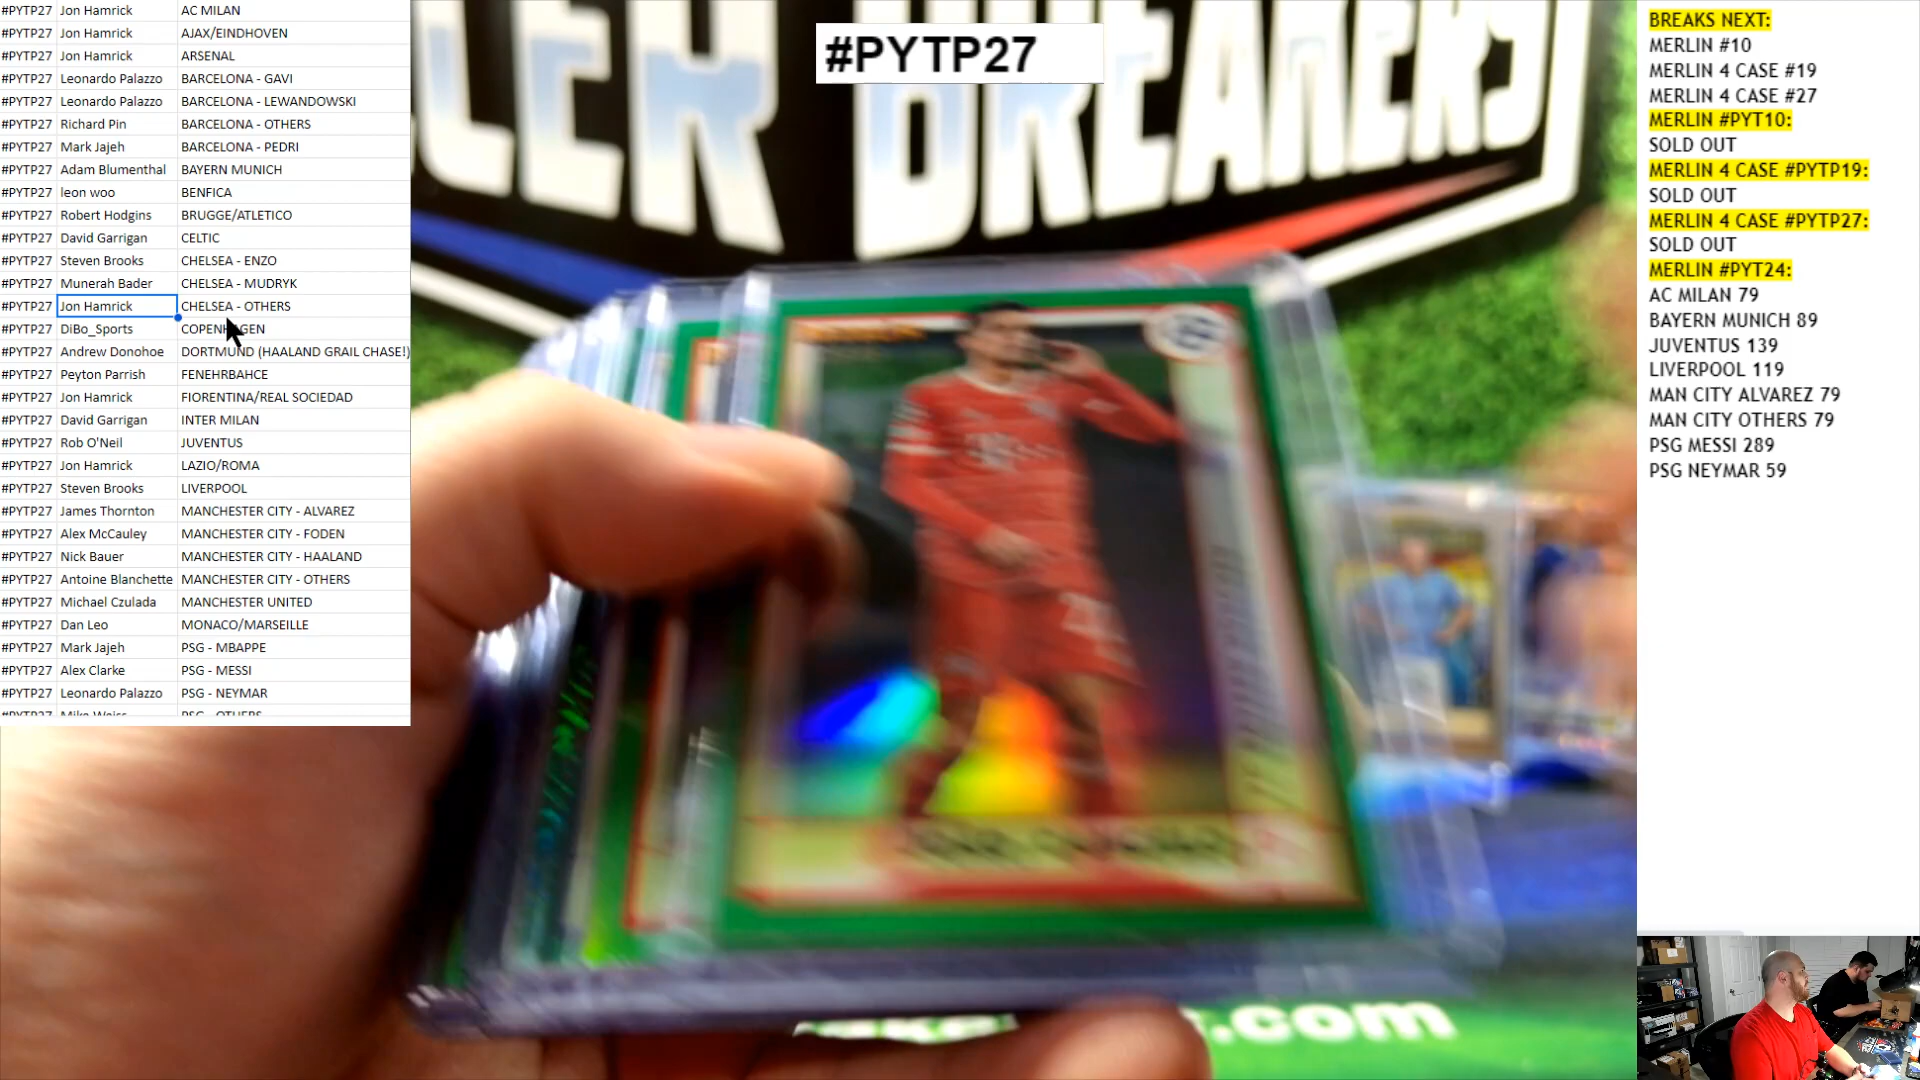 #PYTP27 Jon Hamrick AC MILAN
#PYTP27 Jon Hamrick AJAX/EINDHOVEN
#PYTP27 Jon Hamrick ARSENAL
#PYTP27 Leonardo Palazzo BARCELONA - GAVI
#PYTP27 Leonardo Palazzo BARCELONA - LEWANDOWSKI
#PYTP27 Richard Pin BARCELONA - OTHERS
#PYTP27 Mark Jajeh BARCELONA - PEDRI
#PYTP27 Adam Blumenthal BAYERN MUNICH
#PYTP27 leon woo BENFICA
#PYTP27 Robert Hodgins BRUGGE/ATLETICO
#PYTP27 David Garrigan CELTIC
#PYTP27 Steven Brooks CHELSEA - ENZO
#PYTP27 Munerah Bader CHELSEA - MUDRYK
#PYTP27 Jon Hamrick CHELSEA - OTHERS
#PYTP27 DiBo_Sports COPENHAGEN
#PYTP27 Andrew Donohoe DORTMUND (HAALAND GRAIL CHASE!)
#PYTP27 Peyton Parrish FENEHRBAHCE
#PYTP27 Jon Hamrick FIORENTINA/REAL SOCIEDAD
#PYTP27 David Garrigan INTER MILAN
#PYTP27 Rob O'Neil JUVENTUS
#PYTP27 Jon Hamrick LAZIO/ROMA
#PYTP27 Steven Brooks LIVERPOOL
#PYTP27 James Thornton MANCHESTER CITY - ALVAREZ
#PYTP27 Alex McCauley MANCHESTER CITY - FODEN
#PYTP27 Nick Bauer MANCHESTER CITY - HAALAND
#PYTP27 Antoine Blanchette MANCHESTER CITY - OTHERS
#PYTP27 Michael Czulada MANCHESTER UNITED
#PYTP27 Dan Leo MONACO/MARSEILLE
#PYTP27 Mark Jajeh PSG - MBAPPE
#PYTP27 Alex Clarke PSG - MESSI
#PYTP27 Leonardo Palazzo PSG - NEYMAR
#PYTP27 Mike Weiss PSG - OTHERS
#PYTP27
LER BREAKERS
.com
BREAKS NEXT:
MERLIN #10
MERLIN 4 CASE #19
MERLIN 4 CASE #27
MERLIN #PYT10:
SOLD OUT
MERLIN 4 CASE #PYTP19:
SOLD OUT
MERLIN 4 CASE #PYTP27:
SOLD OUT
MERLIN #PYT24:
AC MILAN 79
BAYERN MUNICH 89
JUVENTUS 139
LIVERPOOL 119
MAN CITY ALVAREZ 79
MAN CITY OTHERS 79
PSG MESSI 289
PSG NEYMAR 59